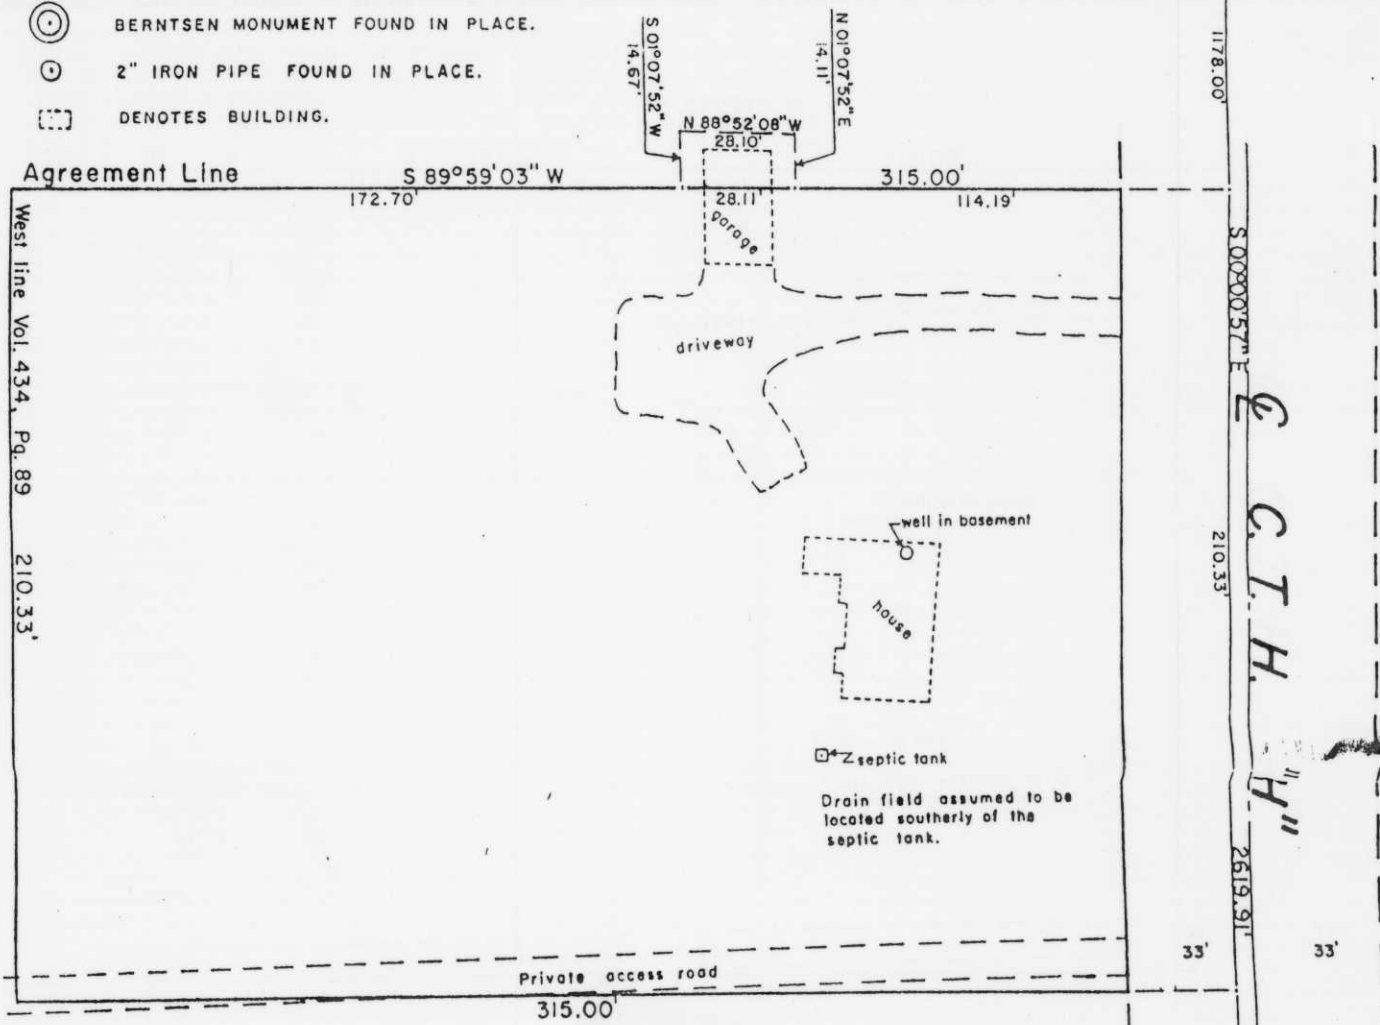 BERNTSEN MONUMENT FOUND IN PLACE.
2" IRON PIPE FOUND IN PLACE.
DENOTES BUILDING.
S 01°07'52" W
14.67'
N 01°07'52" E
14.11'
N 88°52'08" W
28.10'
1178.00'
Agreement Line
S 89°59'03" W
315.00'
172.70'
28.11'
114.19'
garage
driveway
West line Vol. 434, Pg. 89 210.33'
S 00°00'57" E
210.33'
℄ C. T. H. "H"
well in basement
house
septic tank
Drain field assumed to be
located southerly of the
septic tank.
2619.91'
33'
33'
Private access road
315.00'